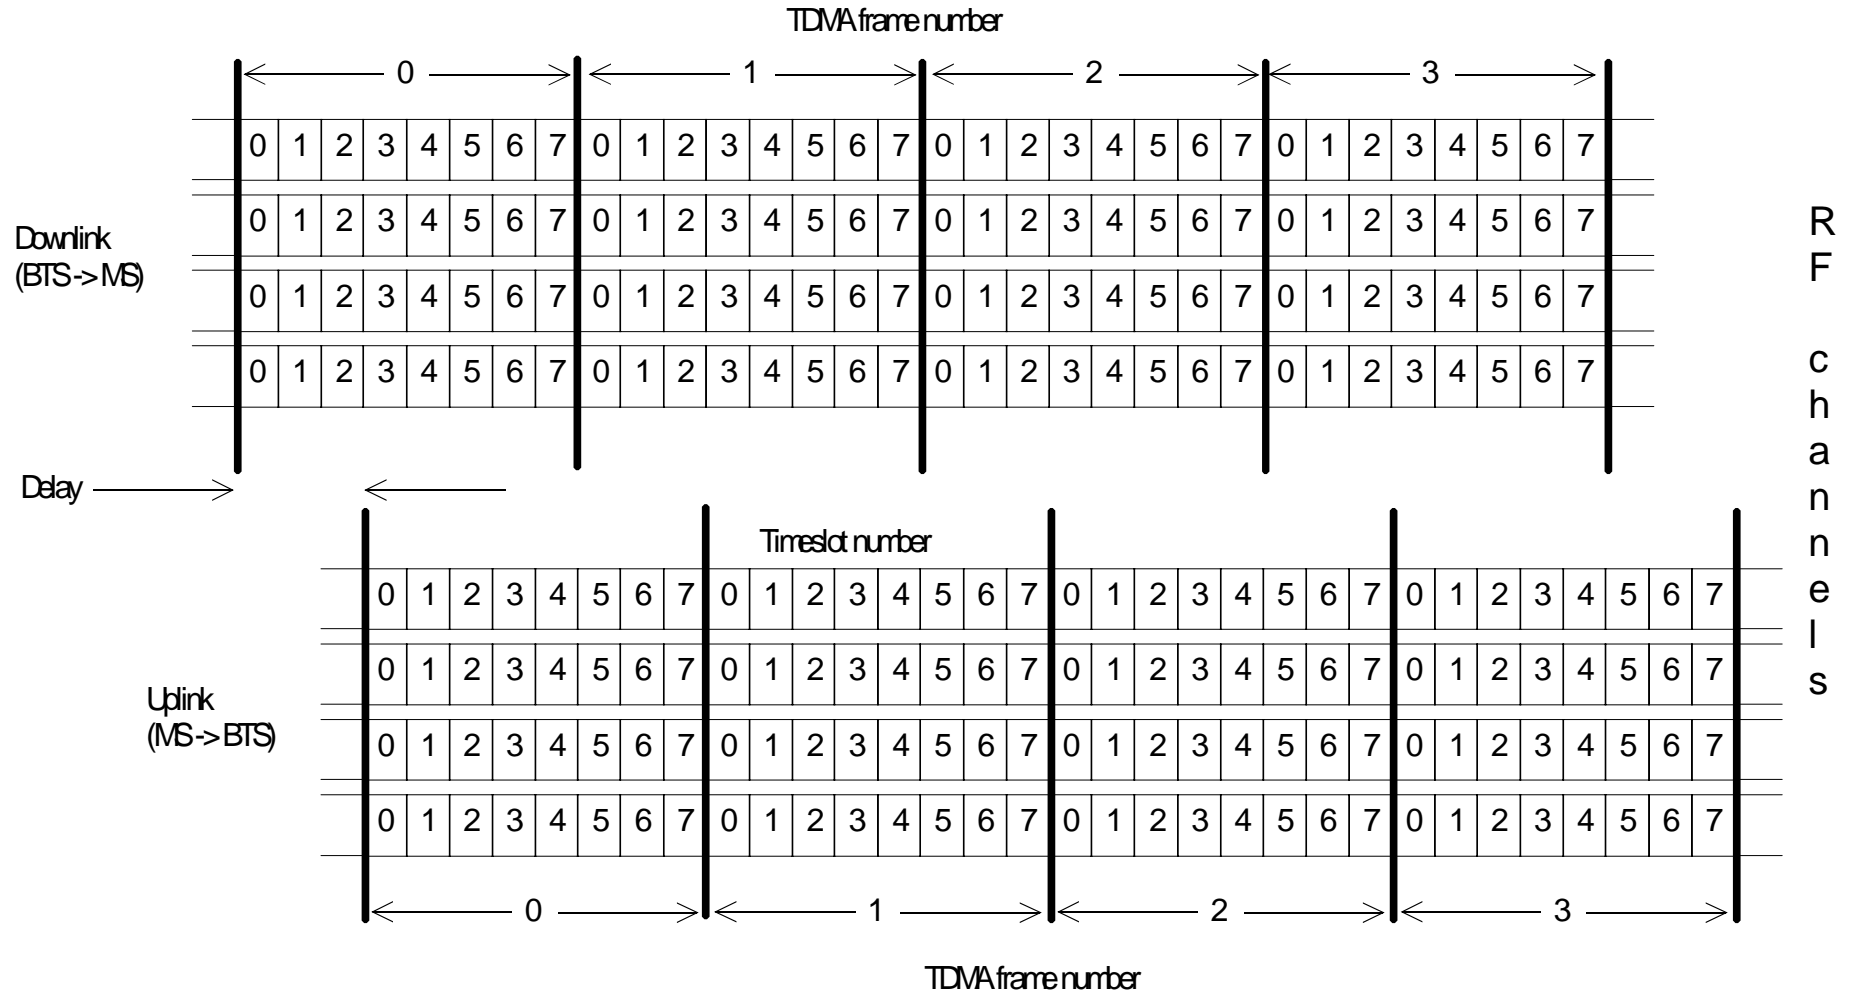 TDMA frame number
0 1 2 3
0 1 2 3 4 5 6 7 0 1 2 3 4 5 6 7 0 1 2 3 4 5 6 7 0 1 2 3 4 5 6 7
0 1 2 3 4 5 6 7 0 1 2 3 4 5 6 7 0 1 2 3 4 5 6 7 0 1 2 3 4 5 6 7
Downlink
(BTS -> MS)
0 1 2 3 4 5 6 7 0 1 2 3 4 5 6 7 0 1 2 3 4 5 6 7 0 1 2 3 4 5 6 7
0 1 2 3 4 5 6 7 0 1 2 3 4 5 6 7 0 1 2 3 4 5 6 7 0 1 2 3 4 5 6 7
RF channels
Delay
Timeslot number
0 1 2 3 4 5 6 7 0 1 2 3 4 5 6 7 0 1 2 3 4 5 6 7 0 1 2 3 4 5 6 7
0 1 2 3 4 5 6 7 0 1 2 3 4 5 6 7 0 1 2 3 4 5 6 7 0 1 2 3 4 5 6 7
Uplink
(MS -> BTS)
0 1 2 3 4 5 6 7 0 1 2 3 4 5 6 7 0 1 2 3 4 5 6 7 0 1 2 3 4 5 6 7
0 1 2 3 4 5 6 7 0 1 2 3 4 5 6 7 0 1 2 3 4 5 6 7 0 1 2 3 4 5 6 7
0 1 2 3
TDMA frame number